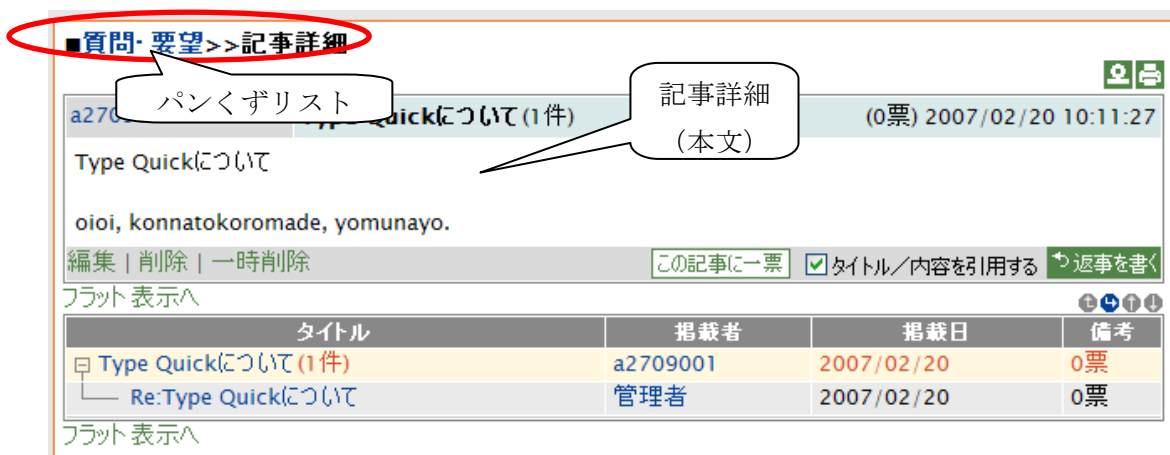 ■質問・要望>>記事詳細
パンくずリスト
記事詳細
(本文)
Type Quickについて(1件)
(0票) 2007/02/20 10:11:27
Type Quickについて
oioi, konnatokoromade, yomunayo.
編集 | 削除 | 一時削除 この記事に一票 タイトル/内容を引用する 返事を書く
フラット表示へ
タイトル 掲載者 掲載日 備考
Type Quickについて(1件) a2709001 2007/02/20 0票
Re:Type Quickについて 管理者 2007/02/20 0票
フラット表示へ